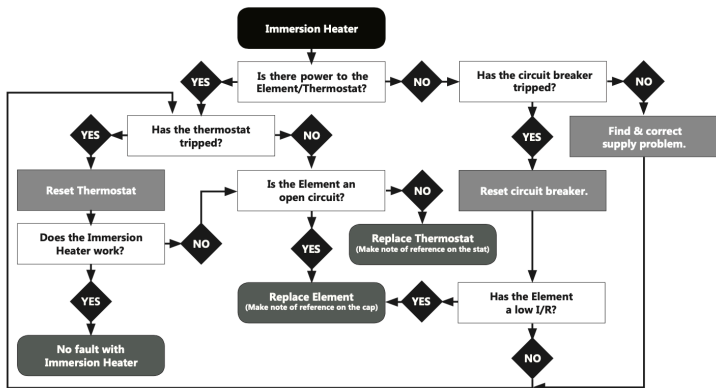 Immersion Heater
Is there power to the
Element/Thermostat?
YES
NO
Has the circuit breaker
tripped?
NO
YES
Find & correct
supply problem.
Has the thermostat
tripped?
YES
NO
Reset Thermostat
Is the Element an
open circuit?
NO
Reset circuit breaker.
Does the Immersion
Heater work?
NO
YES
Replace Thermostat
(Make note of reference on the stat)
YES
Replace Element
(Make note of reference on the cap)
YES
Has the Element
a low I/R?
NO
No fault with
Immersion Heater